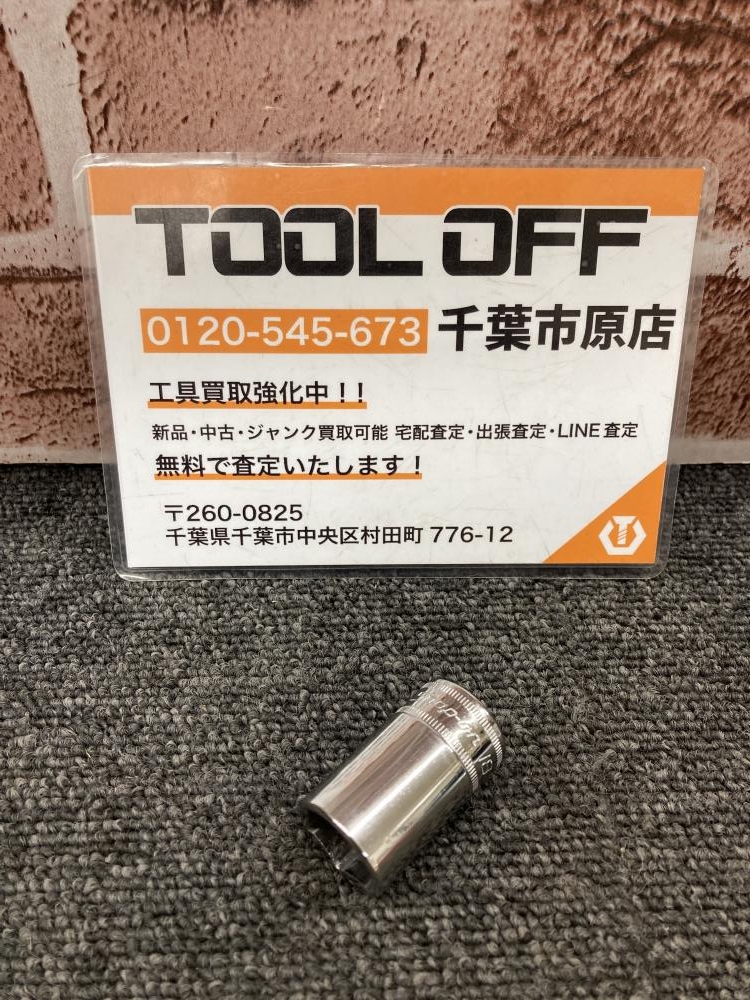 TOOL OFF
0120-545-673 千葉市原店
工具買取強化中！！
新品・中古・ジャンク買取可能 宅配査定・出張査定・LINE査定
無料で査定いたします！
〒260-0825
千葉県千葉市中央区村田町 776-12